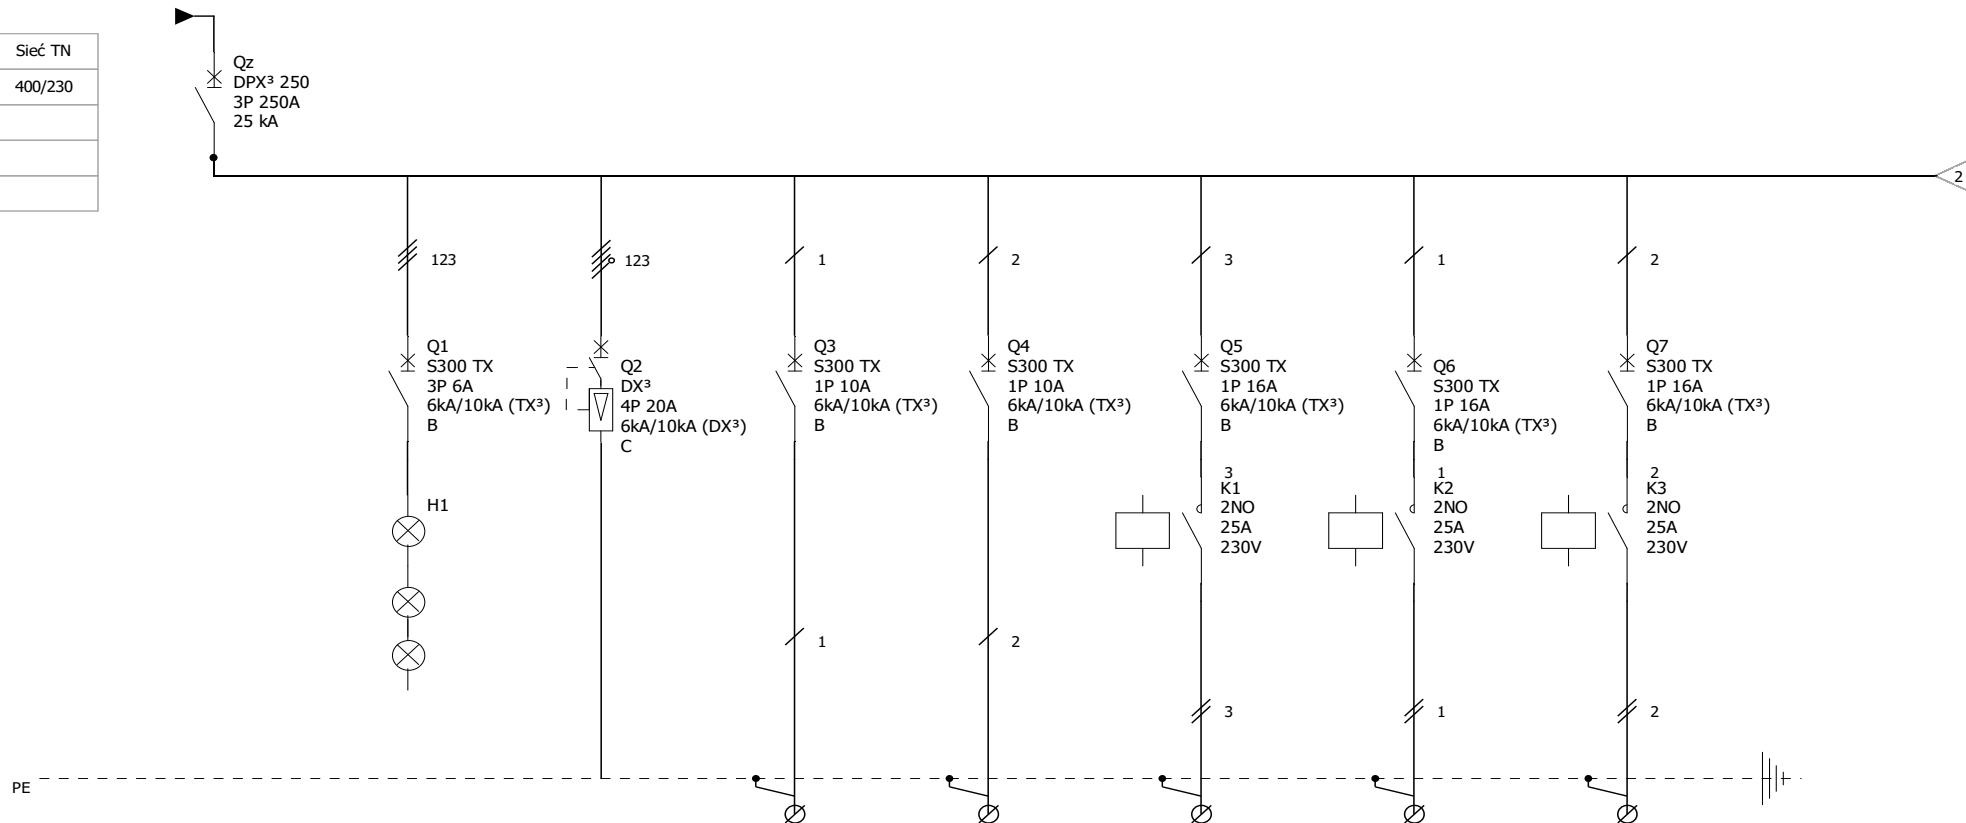 Sieć TN
400/230
Qz
DPX³ 250
3P 250A
25 kA
2
123
123
1
2
3
1
2
Q1
S300 TX
3P 6A
6kA/10kA (TX³)
B
Q2
DX³
4P 20A
6kA/10kA (DX³)
C
Q3
S300 TX
1P 10A
6kA/10kA (TX³)
B
Q4
S300 TX
1P 10A
6kA/10kA (TX³)
B
Q5
S300 TX
1P 16A
6kA/10kA (TX³)
B
Q6
S300 TX
1P 16A
6kA/10kA (TX³)
B
Q7
S300 TX
1P 16A
6kA/10kA (TX³)
B
H1
3
K1
2NO
25A
230V
1
K2
2NO
25A
230V
2
K3
2NO
25A
230V
1
2
3
1
2
PE